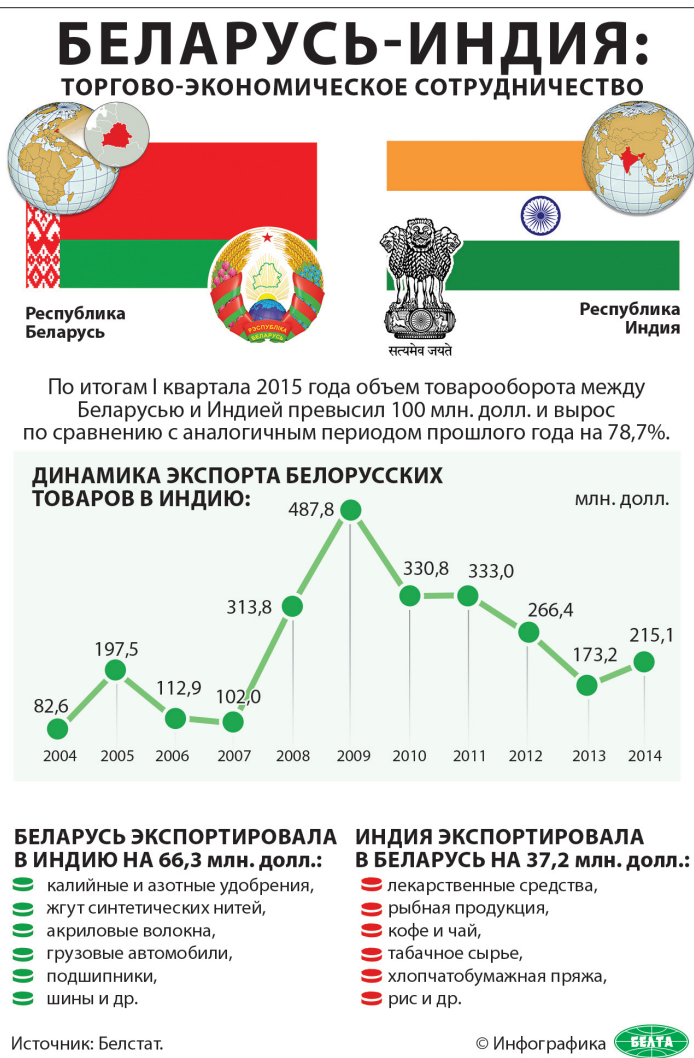 БЕЛАРУСЬ-ИНДИЯ:
ТОРГОВО-ЭКОНОМИЧЕСКОЕ СОТРУДНИЧЕСТВО
РЭСПУБЛІКА
БЕЛАРУСЬ
Республика
Беларусь
सत्यमेव जयते
Республика
Индия
По итогам I квартала 2015 года объем товарооборота между
Беларусью и Индией превысил 100 млн. долл. и вырос
по сравнению с аналогичным периодом прошлого года на 78,7%.
ДИНАМИКА ЭКСПОРТА БЕЛОРУССКИХ
ТОВАРОВ В ИНДИЮ:
млн. долл.
82,6
197,5
112,9
102,0
313,8
487,8
330,8
333,0
266,4
173,2
215,1
2004 2005 2006 2007 2008 2009 2010 2011 2012 2013 2014
БЕЛАРУСЬ ЭКСПОРТИРОВАЛА
В ИНДИЮ НА 66,3 млн. долл.:
калийные и азотные удобрения,
жгут синтетических нитей,
акриловые волокна,
грузовые автомобили,
подшипники,
шины и др.
ИНДИЯ ЭКСПОРТИРОВАЛА
В БЕЛАРУСЬ НА 37,2 млн. долл.:
лекарственные средства,
рыбная продукция,
кофе и чай,
табачное сырье,
хлопчатобумажная пряжа,
рис и др.
Источник: Белстат.
© Инфографика
БЕЛТА